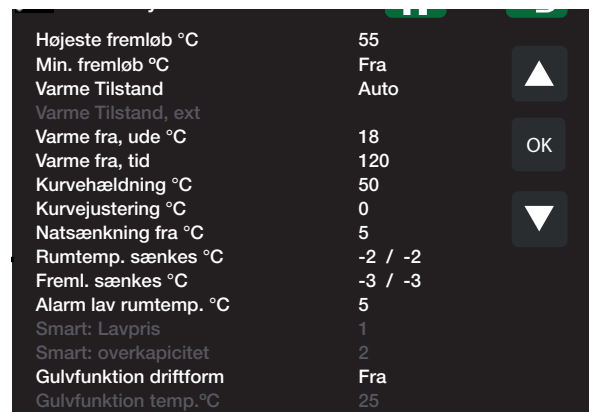 Højeste fremløb °C 55
Min. fremløb ºC Fra
Varme Tilstand Auto
Varme Tilstand, ext
Varme fra, ude °C 18
Varme fra, tid 120
Kurvehældning °C 50
Kurvejustering °C 0
Natsænkning fra °C 5
Rumtemp. sænkes °C -2 / -2
Freml. sænkes °C -3 / -3
Alarm lav rumtemp. °C 5
Smart: Lavpris 1
Smart: overkapicitet 2
Gulvfunktion driftform Fra
Gulvfunktion temp.ºC 25
OK